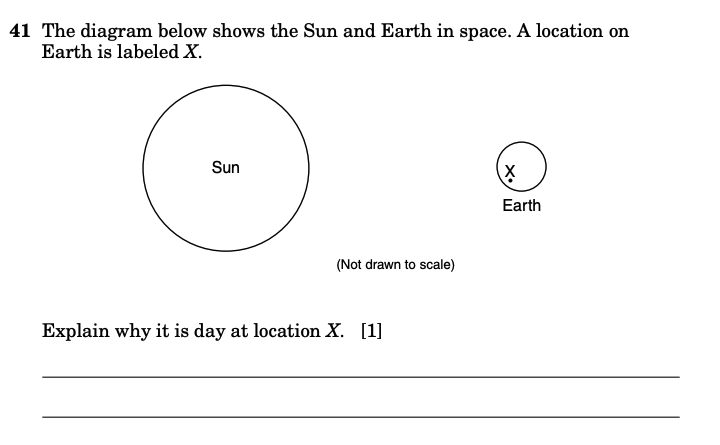 41 The diagram below shows the Sun and Earth in space. A location on
Earth is labeled X.
Sun
X
Earth
(Not drawn to scale)
Explain why it is day at location X. [1]